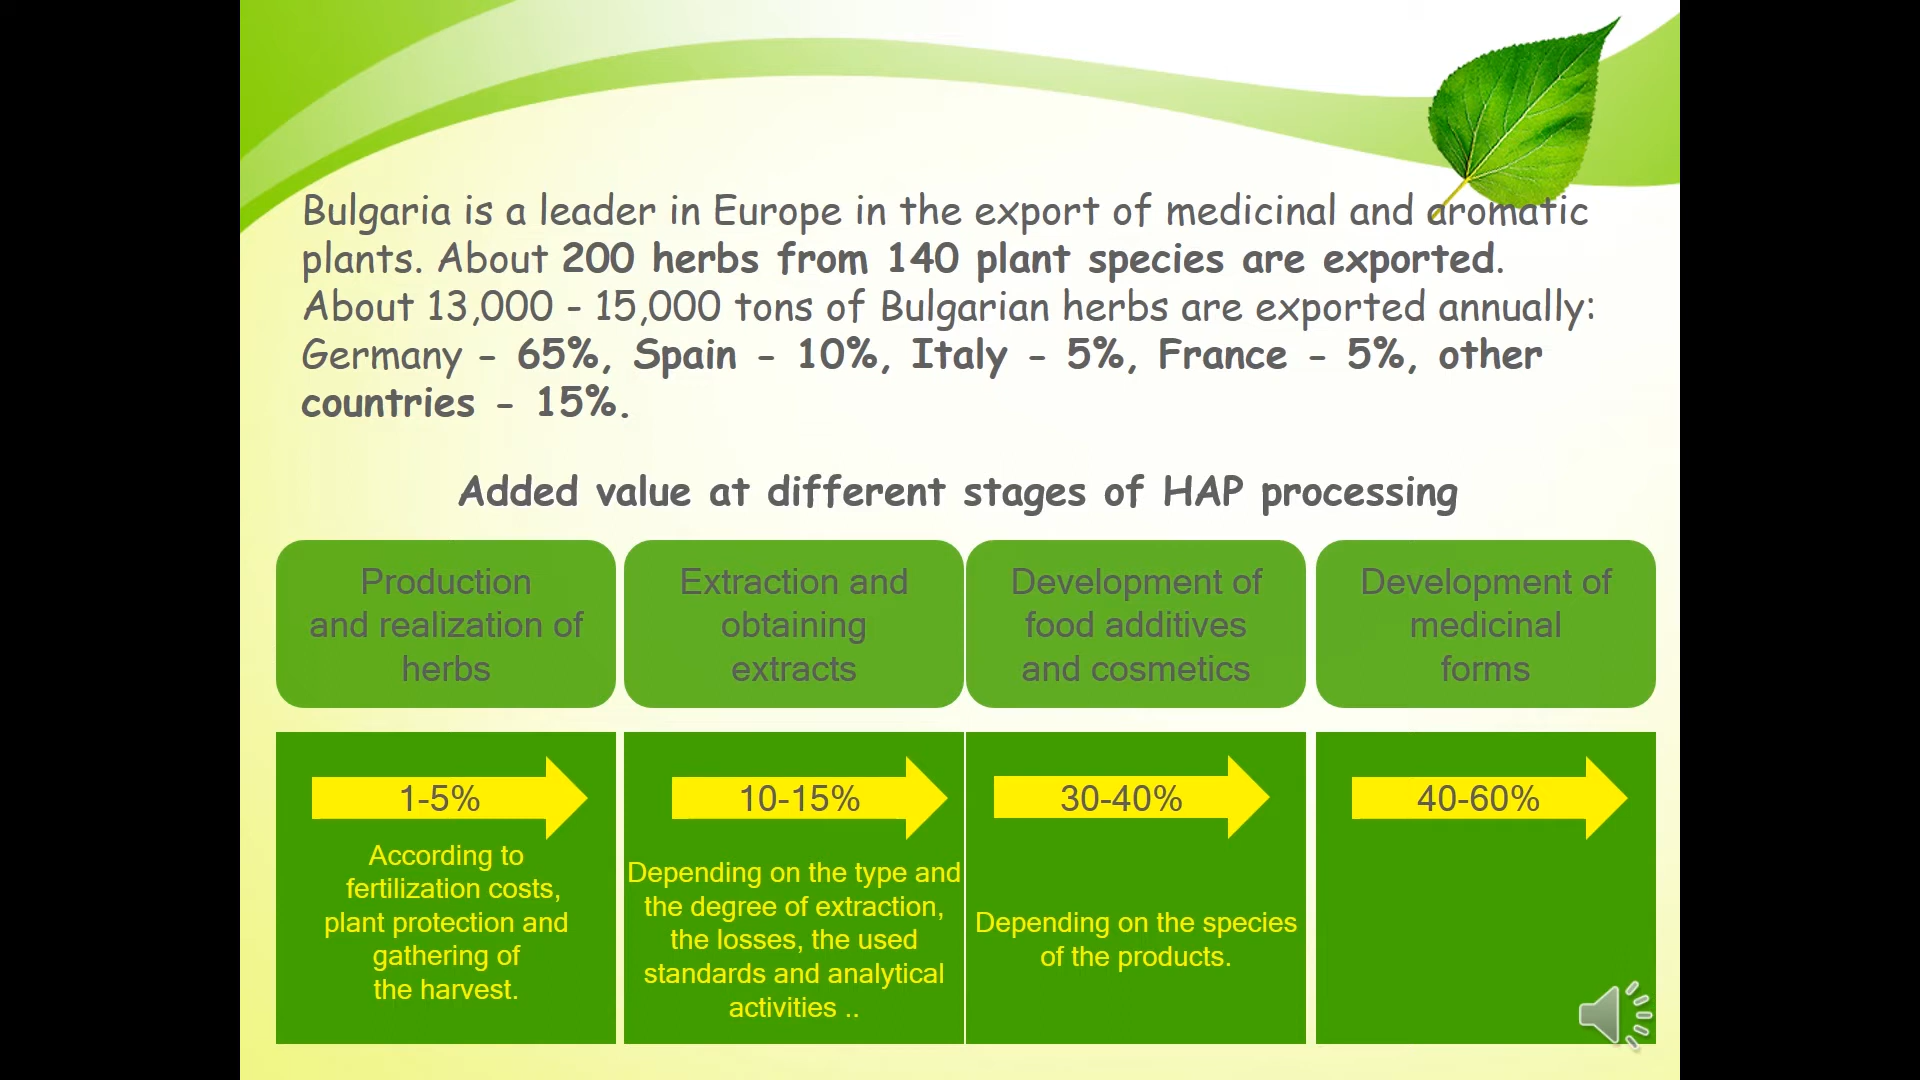 Bulgaria is a leader in Europe in the export of medicinal and aromatic
plants. About 200 herbs from 140 plant species are exported.
About 13,000 - 15,000 tons of Bulgarian herbs are exported annually:
Germany - 65%, Spain - 10%, Italy - 5%, France - 5%, other
countries - 15%.
Added value at different stages of HAP processing
Production
and realization of
herbs
Extraction and
obtaining
extracts
Development of
food additives
and cosmetics
Development of
medicinal
forms
1-5%
According to
fertilization costs,
plant protection and
gathering of
the harvest.
10-15%
Depending on the type and
the degree of extraction,
the losses, the used
standards and analytical
activities ..
30-40%
Depending on the species
of the products.
40-60%